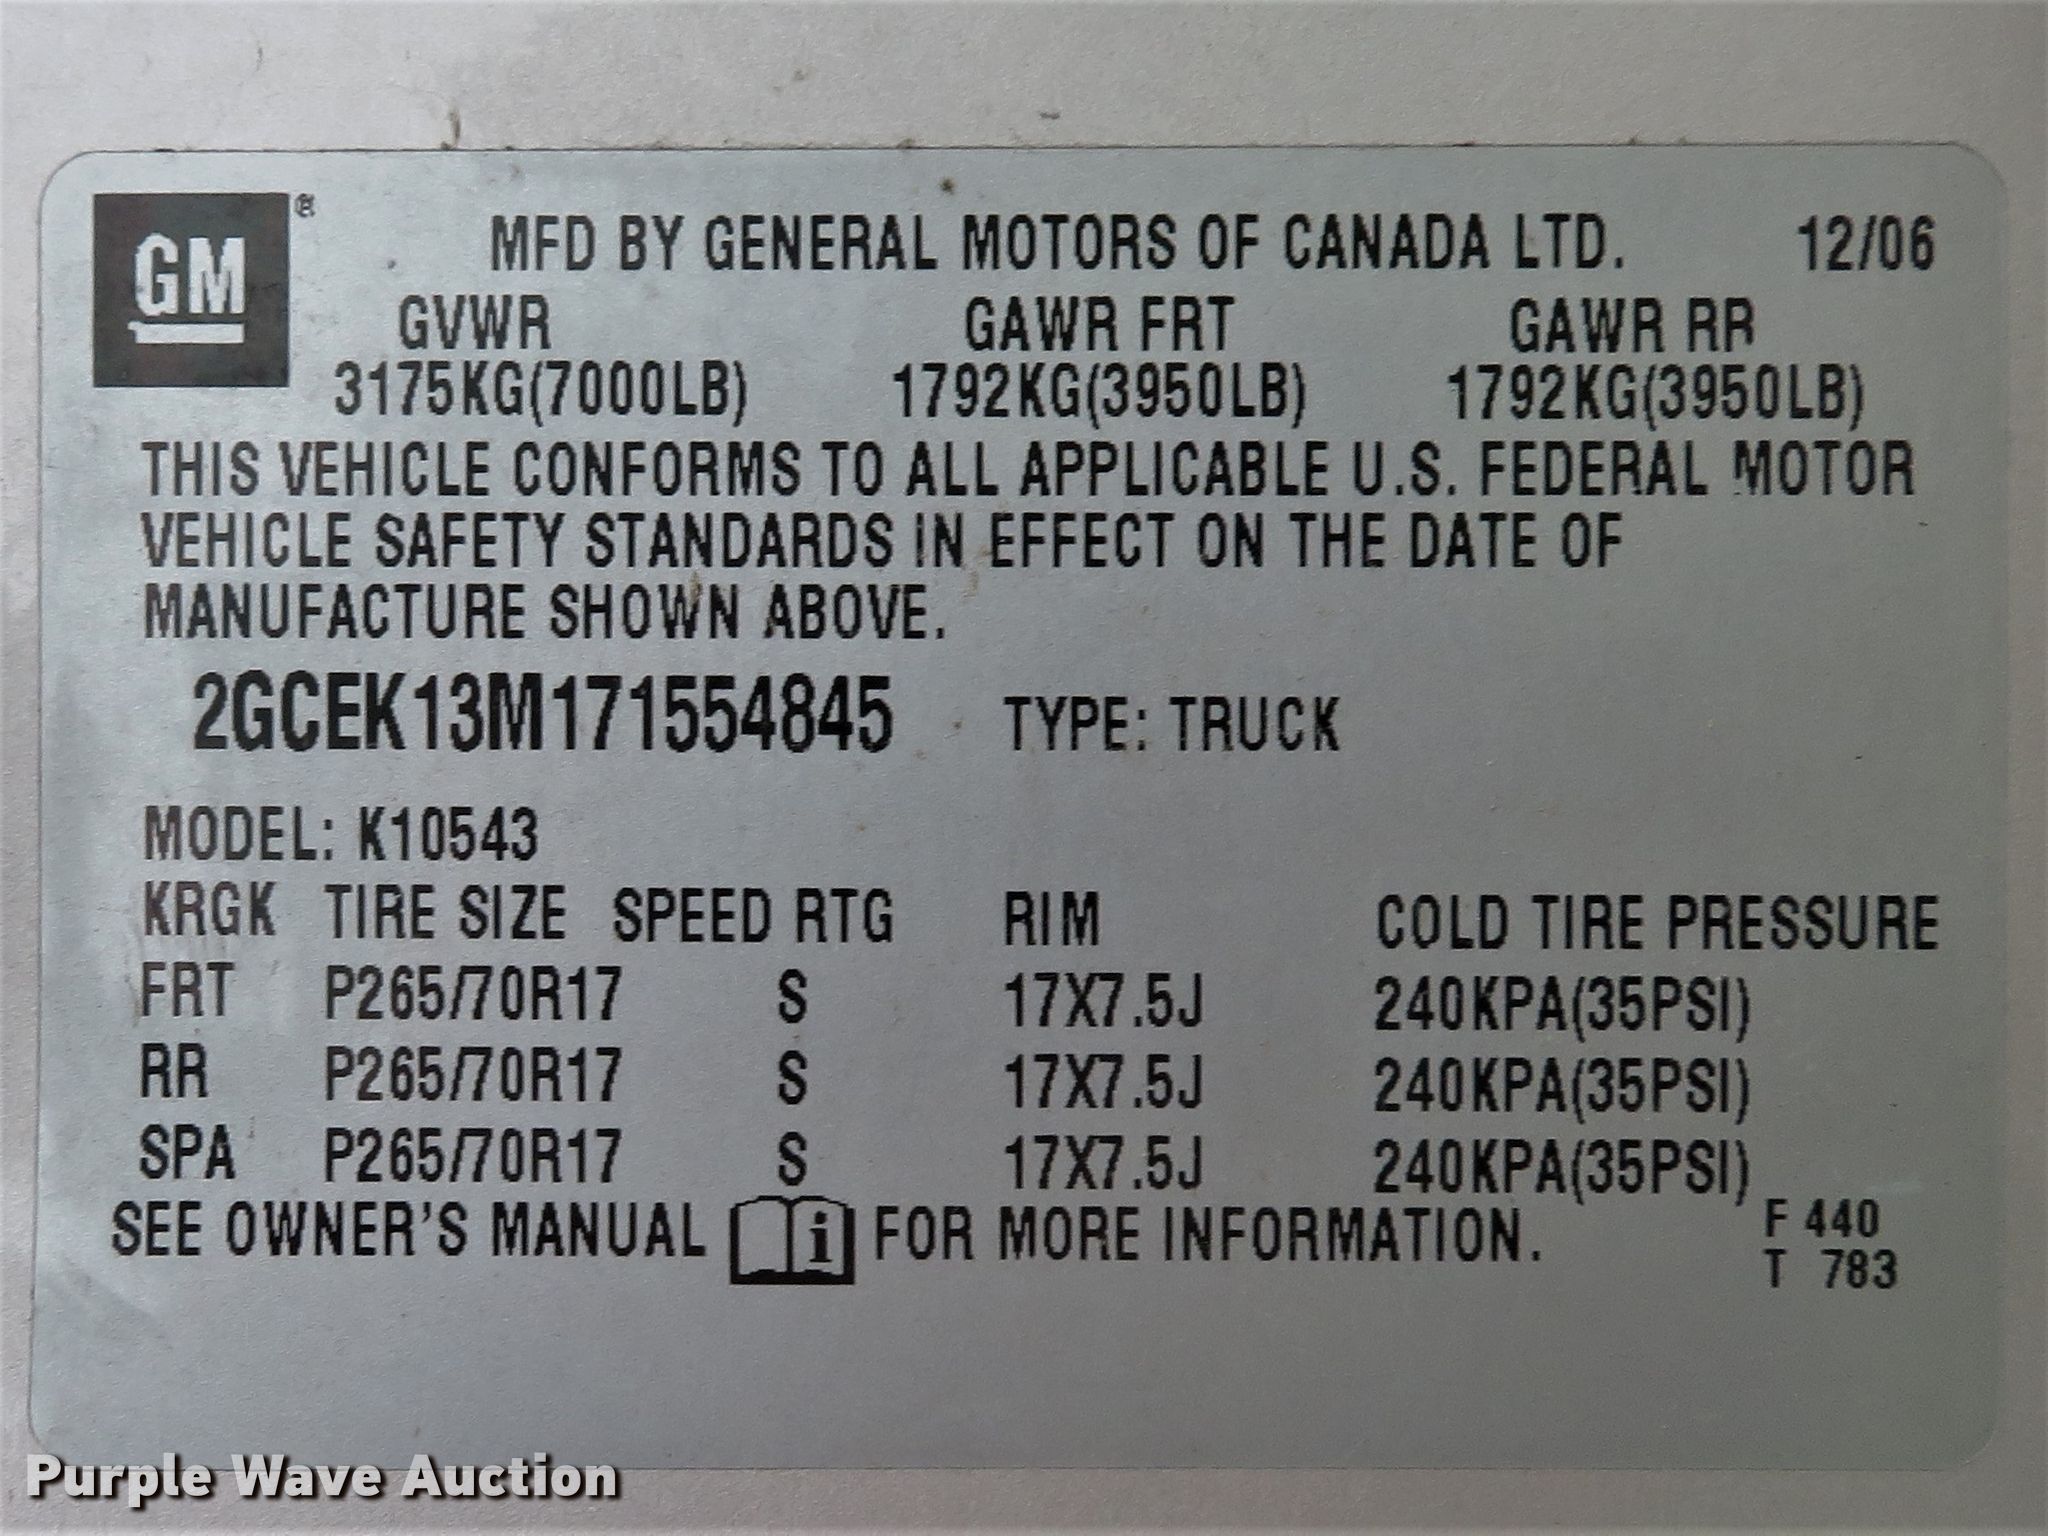 GM®
MFD BY GENERAL MOTORS OF CANADA LTD. 12/06
GVWR GAWR FRT GAWR RR
3175KG(7000LB) 1792KG(3950LB) 1792KG(3950LB)
THIS VEHICLE CONFORMS TO ALL APPLICABLE U.S. FEDERAL MOTOR
VEHICLE SAFETY STANDARDS IN EFFECT ON THE DATE OF
MANUFACTURE SHOWN ABOVE.
2GCEK13M171554845 TYPE: TRUCK
MODEL: K10543
KRGK TIRE SIZE SPEED RTG RIM COLD TIRE PRESSURE
FRT P265/70R17 S 17X7.5J 240KPA(35PSI)
RR P265/70R17 S 17X7.5J 240KPA(35PSI)
SPA P265/70R17 S 17X7.5J 240KPA(35PSI)
SEE OWNER'S MANUAL i FOR MORE INFORMATION.
F 440
T 783
Purple Wave Auction